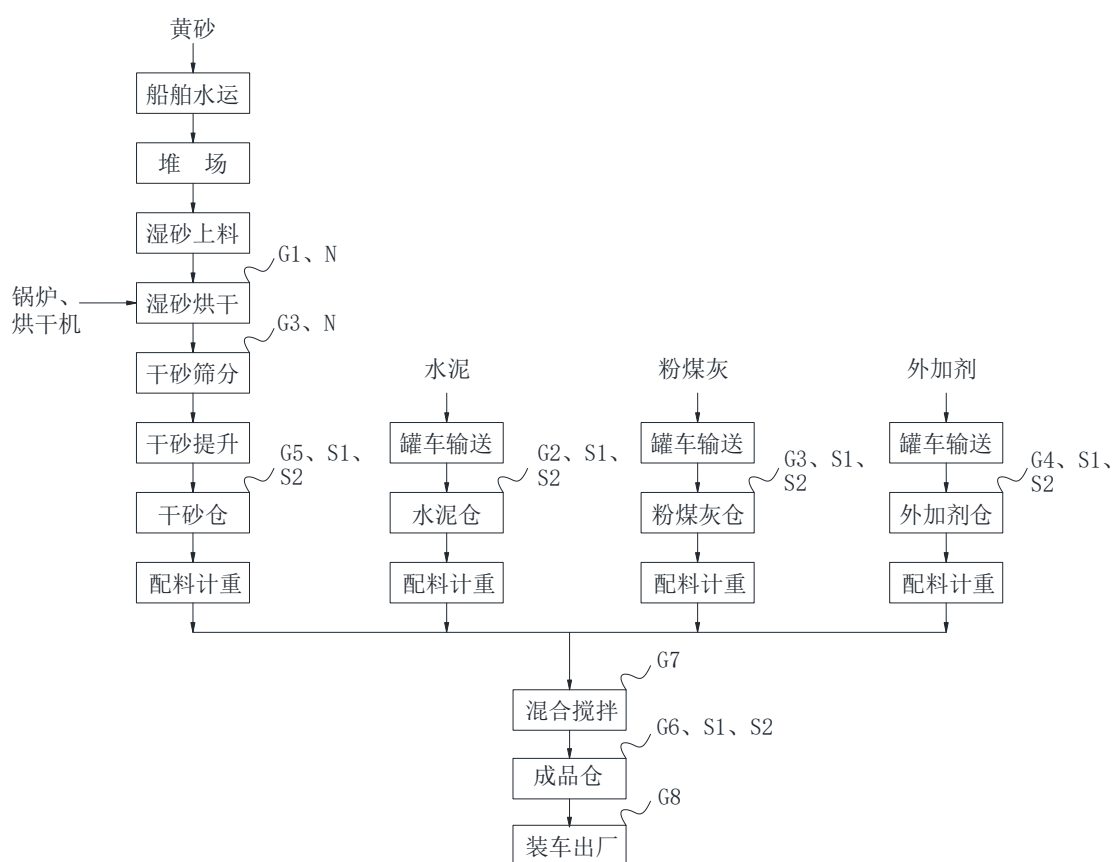 黄砂
船舶水运
堆 场
湿砂上料
G1、N
锅炉、
烘干机
湿砂烘干
G3、N
干砂筛分
水泥
粉煤灰
外加剂
干砂提升
罐车输送
罐车输送
罐车输送
G5、S1、
S2
G2、S1、
S2
G3、S1、
S2
G4、S1、
S2
干砂仓
水泥仓
粉煤灰仓
外加剂仓
配料计重
配料计重
配料计重
配料计重
G7
混合搅拌
G6、S1、S2
成品仓
G8
装车出厂